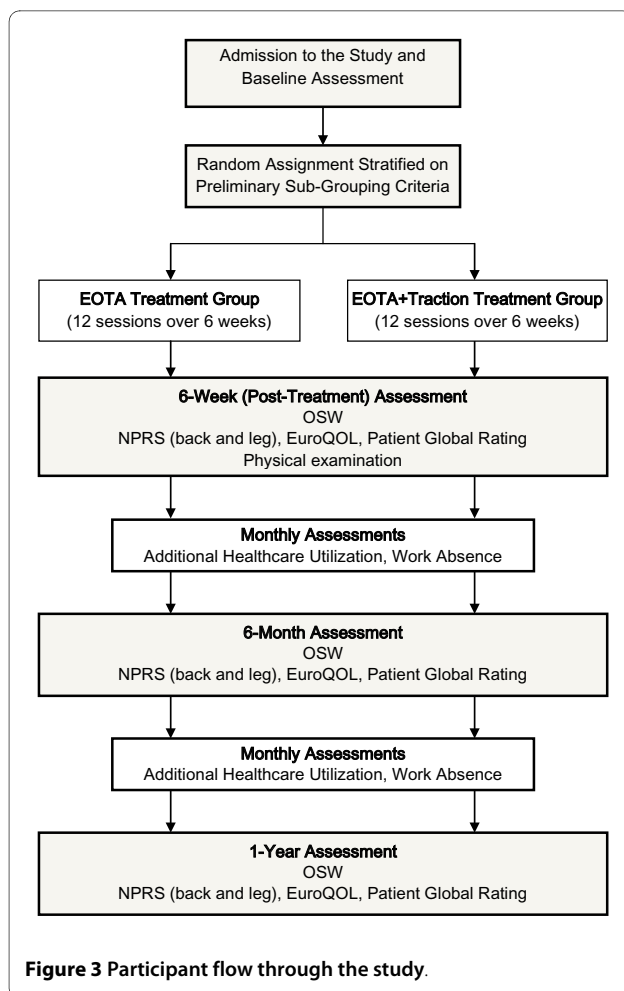 Admission to the Study and
Baseline Assessment
Random Assignment Stratified on
Preliminary Sub-Grouping Criteria
EOTA Treatment Group
(12 sessions over 6 weeks)
EOTA+Traction Treatment Group
(12 sessions over 6 weeks)
6-Week (Post-Treatment) Assessment
OSW
NPRS (back and leg), EuroQOL, Patient Global Rating
Physical examination
Monthly Assessments
Additional Healthcare Utilization, Work Absence
6-Month Assessment
OSW
NPRS (back and leg), EuroQOL, Patient Global Rating
Monthly Assessments
Additional Healthcare Utilization, Work Absence
1-Year Assessment
OSW
NPRS (back and leg), EuroQOL, Patient Global Rating
Figure 3 Participant flow through the study.